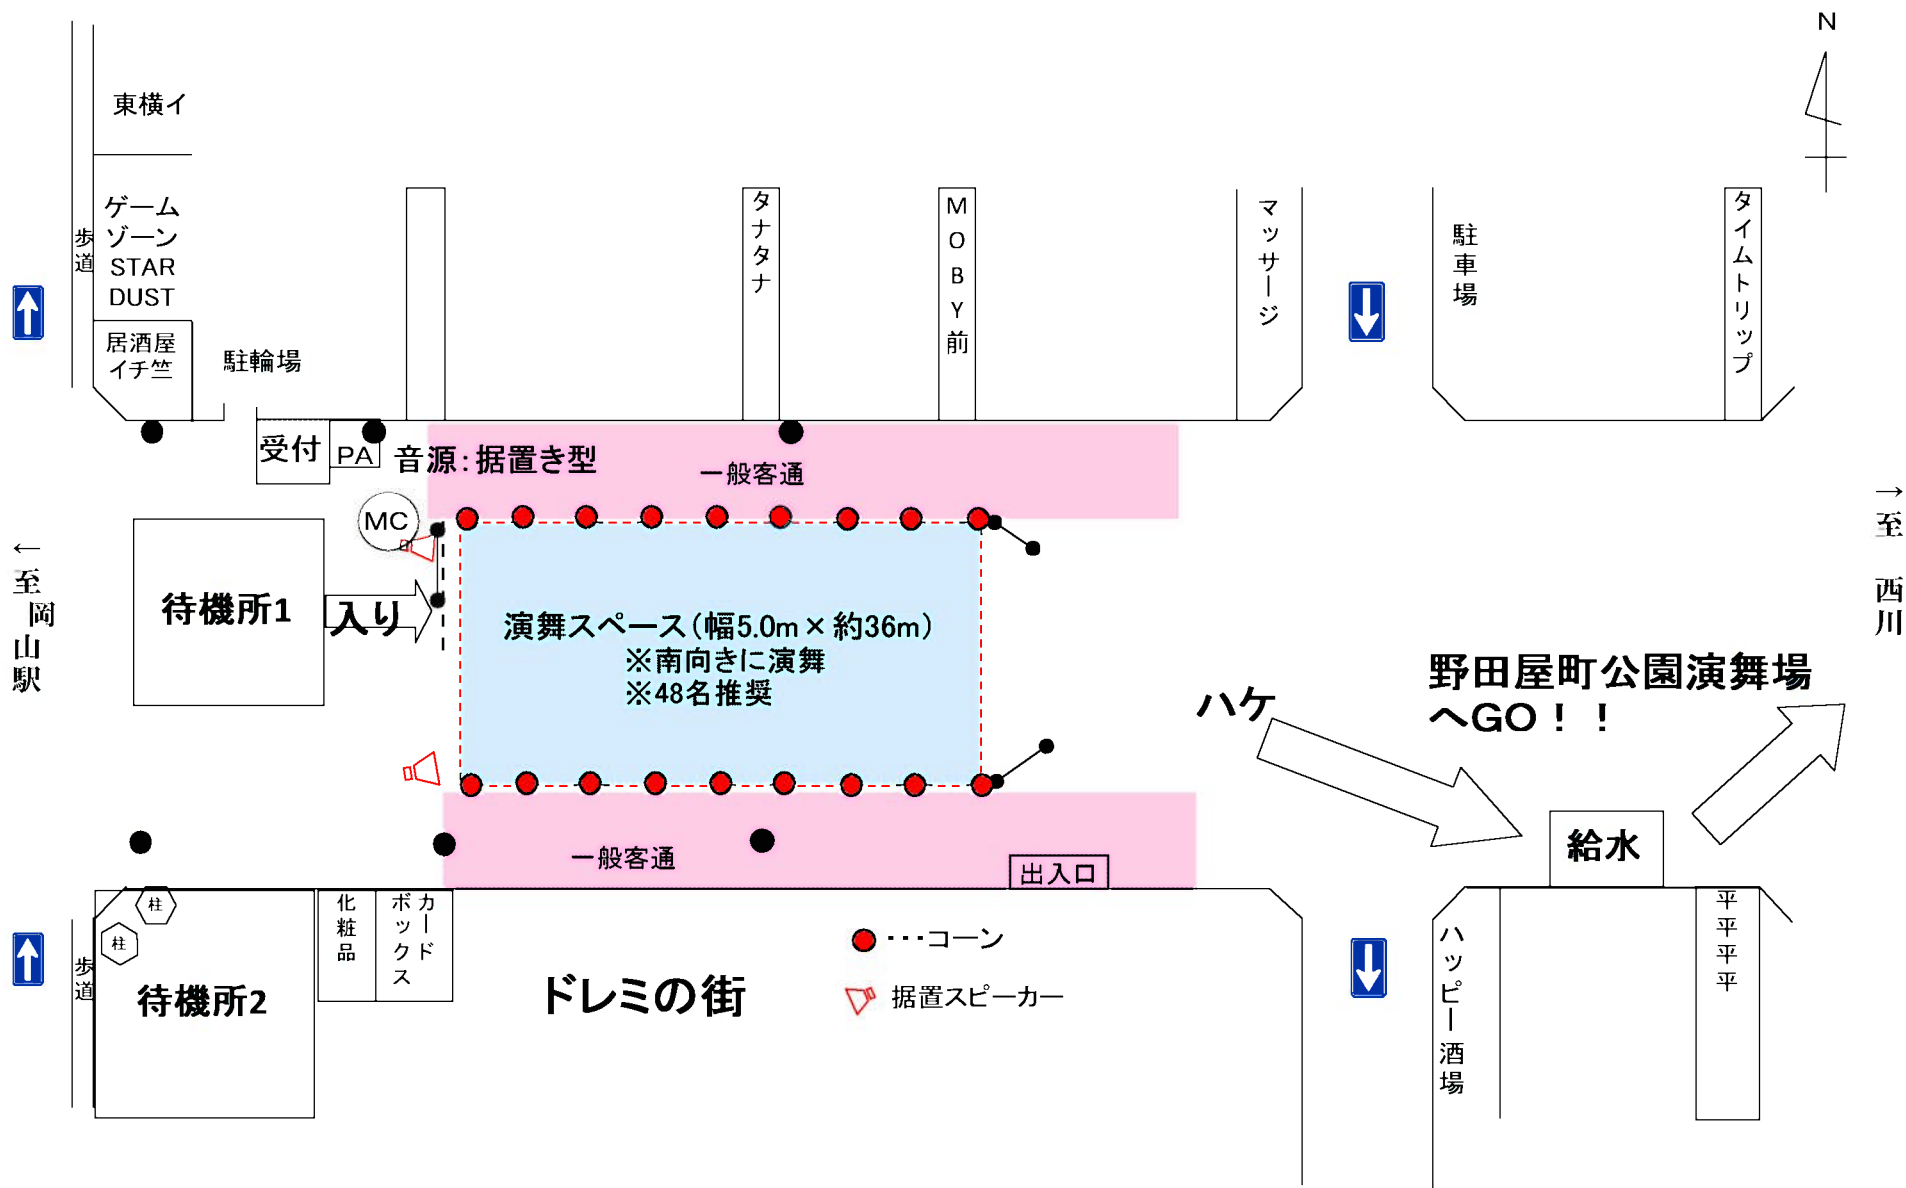 N
東横イ
ゲーム
ゾーン
STAR
DUST
歩道
居酒屋
イチ竺
駐輪場
タナタナ
MOBY前
マッサージ
駐車場
タイムトリップ
受付
PA
音源：据置き型
一般客通
MC
→至 西川
←至岡山駅
待機所1
入り
演舞スペース（幅5.0m×約36m）
※南向きに演舞
※48名推奨
ハケ
野田屋町公園演舞場
へGO！！
給水
一般客通
出入口
柱
柱
歩道
待機所2
化粧品
カード
ボックス
ドレミの街
･･･コーン
据置スピーカー
ハッピー酒場
平平平平